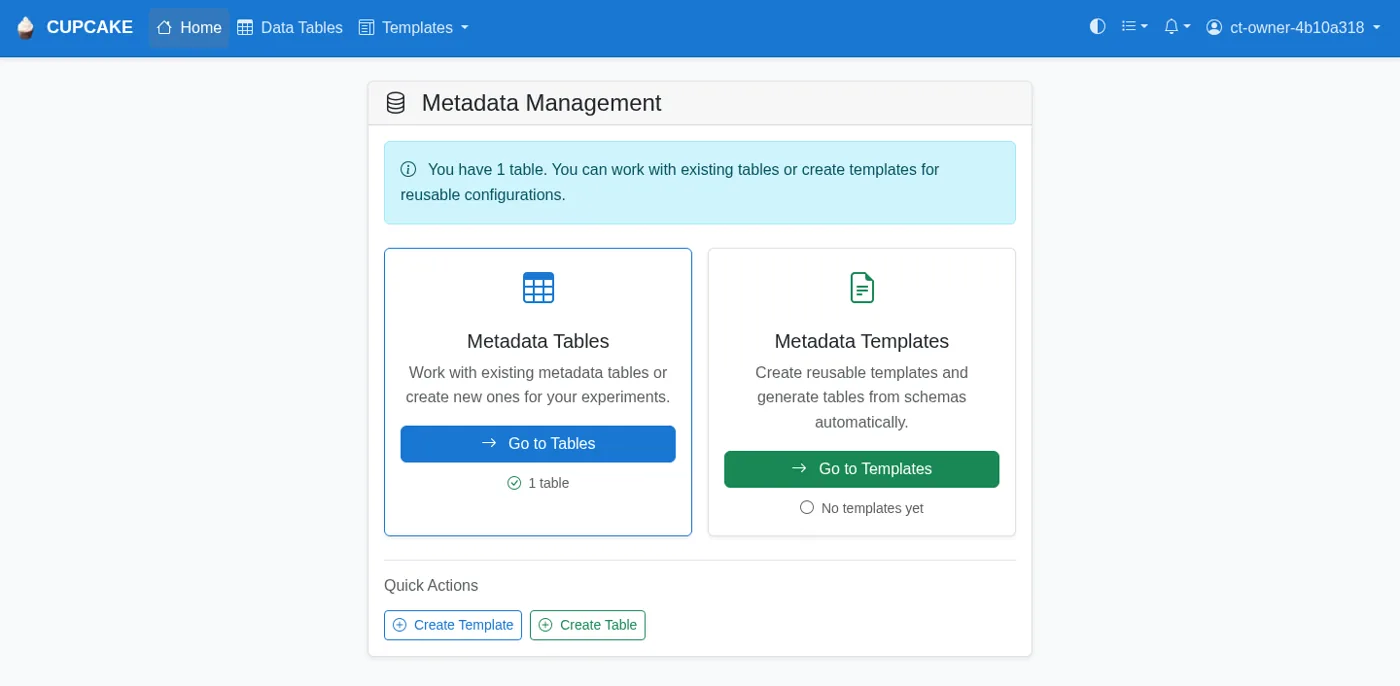 CUPCAKE Home Data Tables Templates ct-owner-4b10a318
Metadata Management
You have 1 table. You can work with existing tables or create templates for
reusable configurations.
Metadata Tables
Work with existing metadata tables or
create new ones for your experiments.
Go to Tables
1 table
Metadata Templates
Create reusable templates and
generate tables from schemas
automatically.
Go to Templates
No templates yet
Quick Actions
Create Template Create Table